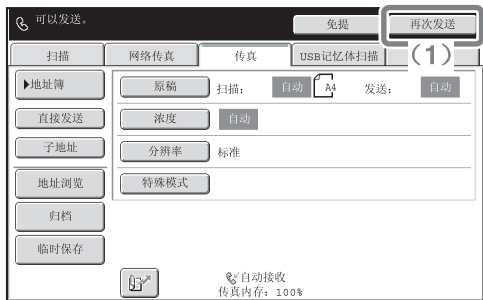 可以发送。 免提 再次发送
(1)
扫描 网络传真 传真 USB记忆体扫描
地址簿 原稿 扫描： 自动 A4 发送： 自动
直接发送 浓度 自动
子地址 分辨率 标准
地址浏览 特殊模式
归档
临时保存
自动接收
传真内存：100%